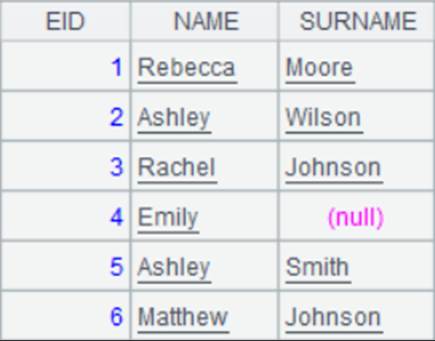 EID NAME SURNAME
1 Rebecca Moore
2 Ashley Wilson
3 Rachel Johnson
4 Emily (null)
5 Ashley Smith
6 Matthew Johnson